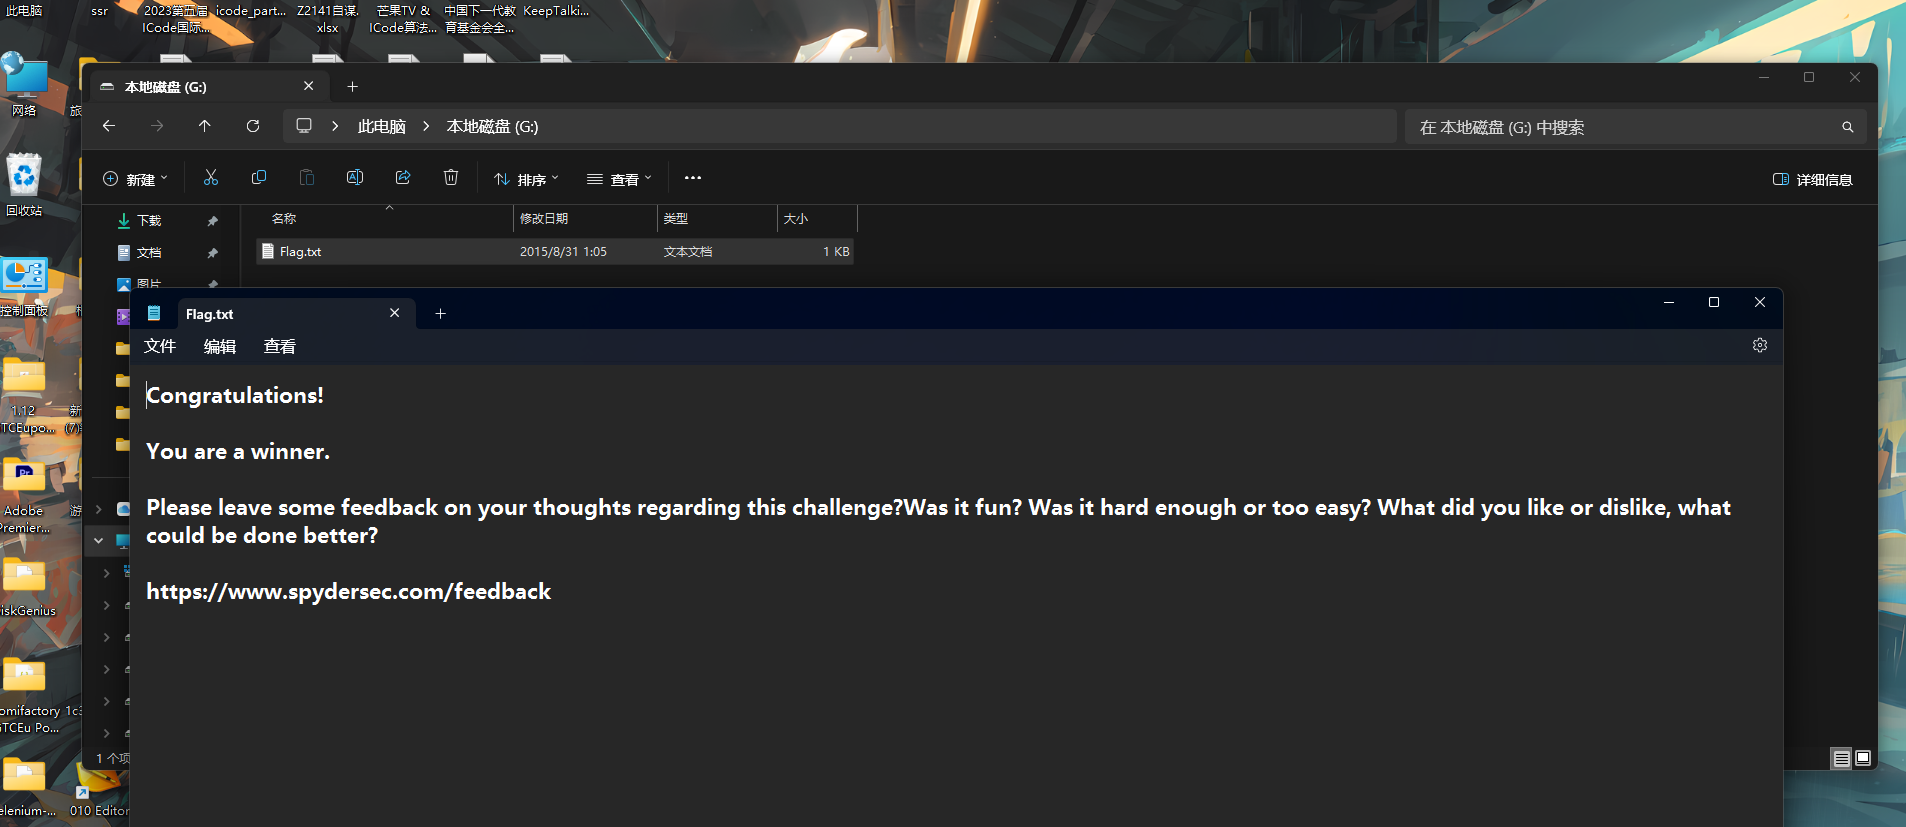 此电脑
ssr
2023第五届
ICode国际...
icode_part...
Z2141自谋.
xlsx
芒果TV &
ICode算法...
中国下一代教
育基金会全...
KeepTalki...
网络
回收站
控制面板
1.12
TCEupo...
Adobe
Premier...
iskGenius
omifactory
GTCEu Po...
elenium-...
010 Editor
本地磁盘 (G:)
此电脑
本地磁盘 (G:)
在 本地磁盘 (G:) 中搜索
新建
排序
查看
详细信息
下载
文档
图片
名称
修改日期
类型
大小
Flag.txt
2015/8/31 1:05
文本文档
1 KB
1 个项
Flag.txt
文件
编辑
查看
Congratulations!
You are a winner.
Please leave some feedback on your thoughts regarding this challenge?Was it fun? Was it hard enough or too easy? What did you like or dislike, what
could be done better?
https://www.spydersec.com/feedback